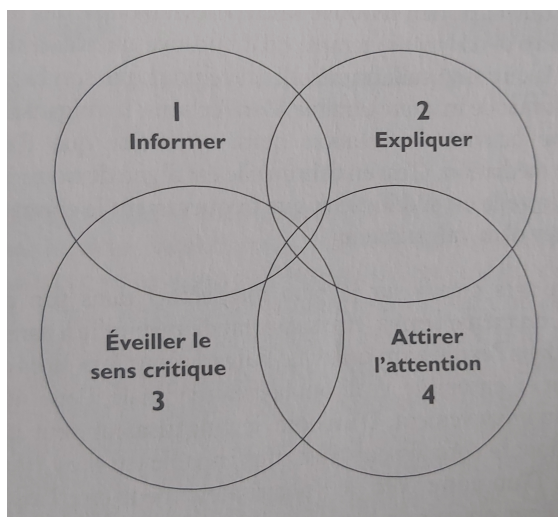 1
Informer
2
Expliquer
Éveiller le
sens critique
3
Attirer
l'attention
4